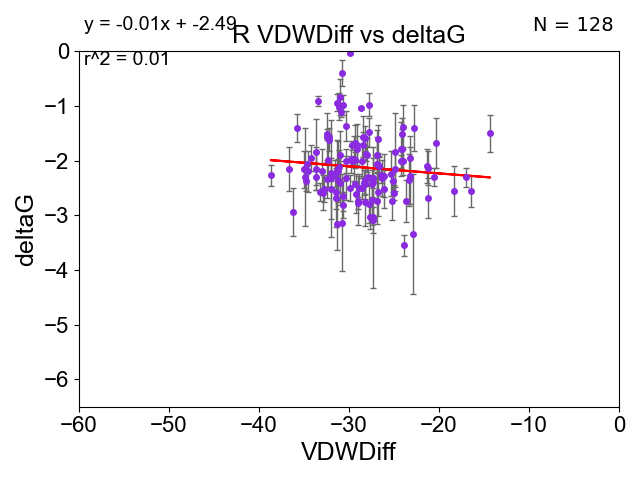 y = -0.01x + -2.49
R VDWDiff vs deltaG
N = 128
r^2 = 0.01
0
−1
−2
−3
−4
−5
−6
deltaG
−60
−50
−40
−30
−20
−10
0
VDWDiff